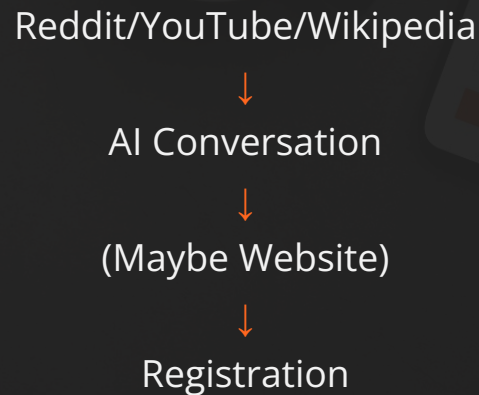 Reddit/YouTube/Wikipedia
↓
AI Conversation
↓
(Maybe Website)
↓
Registration